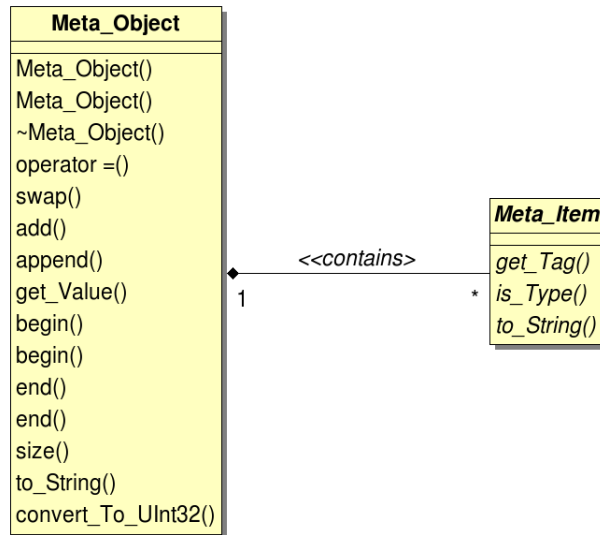 Meta_Object
Meta_Object()
Meta_Object()
~Meta_Object()
operator =()
swap()
add()
append()
get_Value()
begin()
begin()
end()
end()
size()
to_String()
convert_To_UInt32()
<<contains>
1
*
Meta_Item
get_Tag()
is_Type()
to_String()